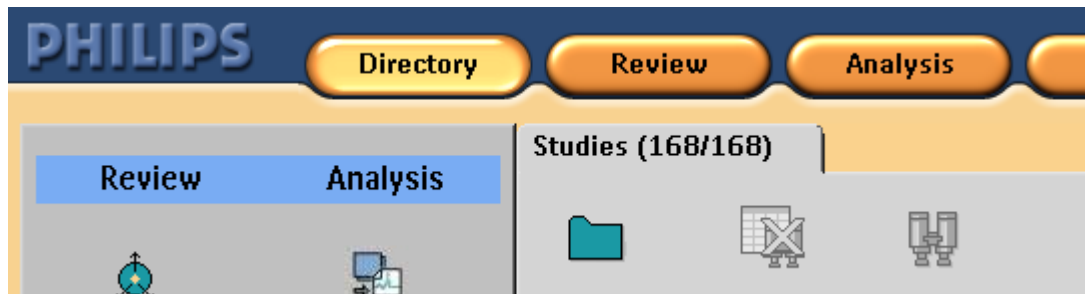 PHILIPS
Directory
Review
Analysis
Studies (168/168)
Review
Analysis